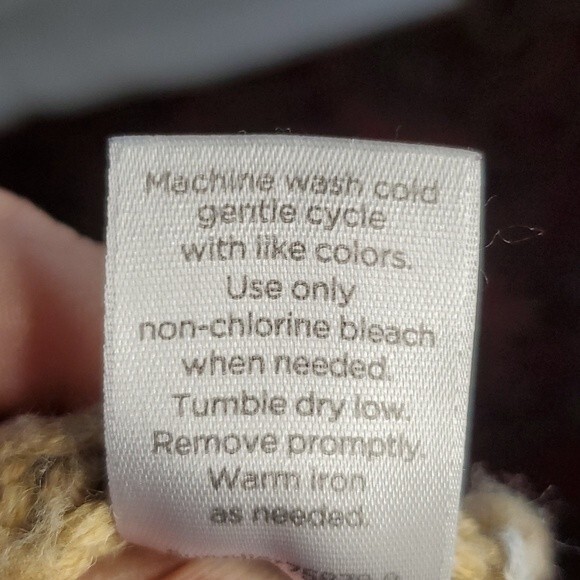 Machine wash cold
gentle cycle
with like colors.
Use only
non-chlorine bleach
when needed.
Tumble dry low.
Remove promptly.
Warm iron
as needed.